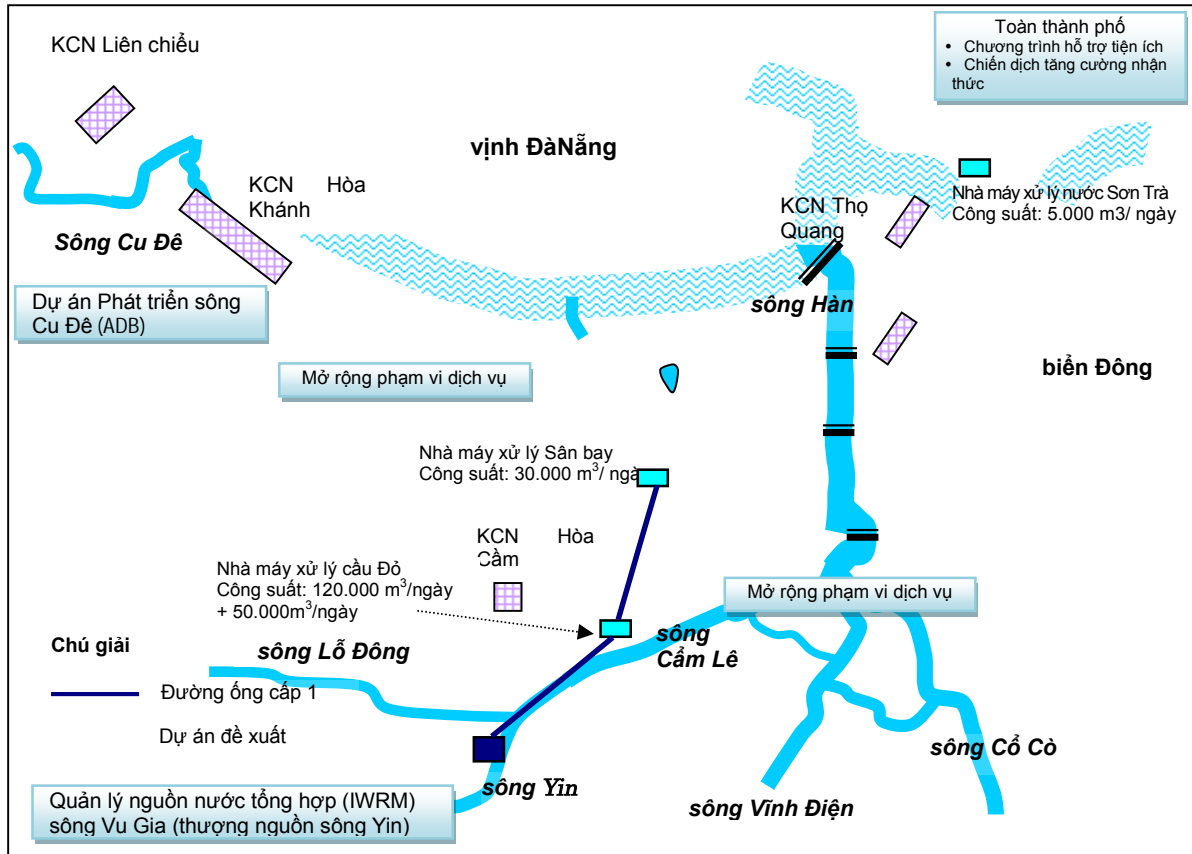 KCN Liên chiểu
Toàn thành phố
• Chương trình hỗ trợ tiện ích
• Chiến dịch tăng cường nhận
thức
vịnh ĐàNẵng
KCN Hòa
Khánh
Nhà máy xử lý nước Sơn Trà
Công suất: 5.000 m3/ ngày
KCN Thọ
Quang
Sông Cu Đê
Dự án Phát triển sông
Cu Đê (ADB)
sông Hàn
biển Đông
Mở rộng phạm vi dịch vụ
Nhà máy xử lý Sân bay
Công suất: 30.000 m³/ ngà
KCN Hòa
Cầm
Nhà máy xử lý cầu Đỏ
Công suất: 120.000 m³/ngày
+ 50.000m³/ngày
Mở rộng phạm vi dịch vụ
sông
Cẩm Lê
Chú giải
sông Lỗ Đông
Đường ống cấp 1
Dự án đề xuất
sông Yin
sông Cổ Cò
sông Vĩnh Điện
Quản lý nguồn nước tổng hợp (IWRM)
sông Vu Gia (thượng nguồn sông Yin)